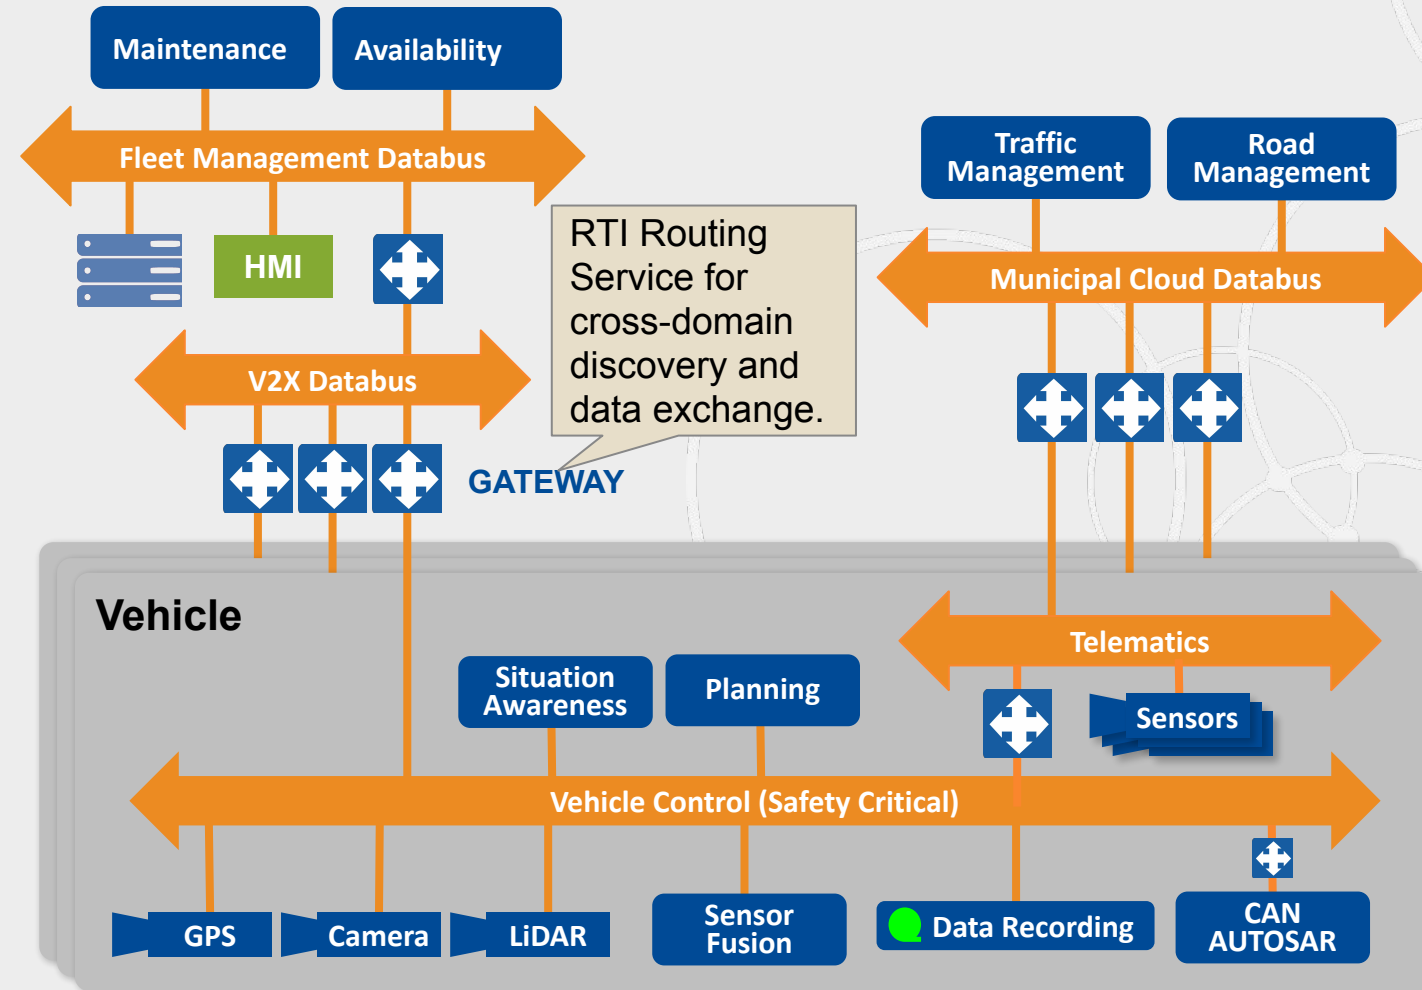 Maintenance
Availability
Fleet Management Databus
HMI
RTI Routing
Service for
cross-domain
discovery and
data exchange.
V2X Databus
GATEWAY
Traffic
Management
Road
Management
Municipal Cloud Databus
Vehicle
Telematics
Sensors
Situation
Awareness
Planning
Vehicle Control (Safety Critical)
GPS
Camera
LiDAR
Sensor
Fusion
Data Recording
CAN
AUTOSAR